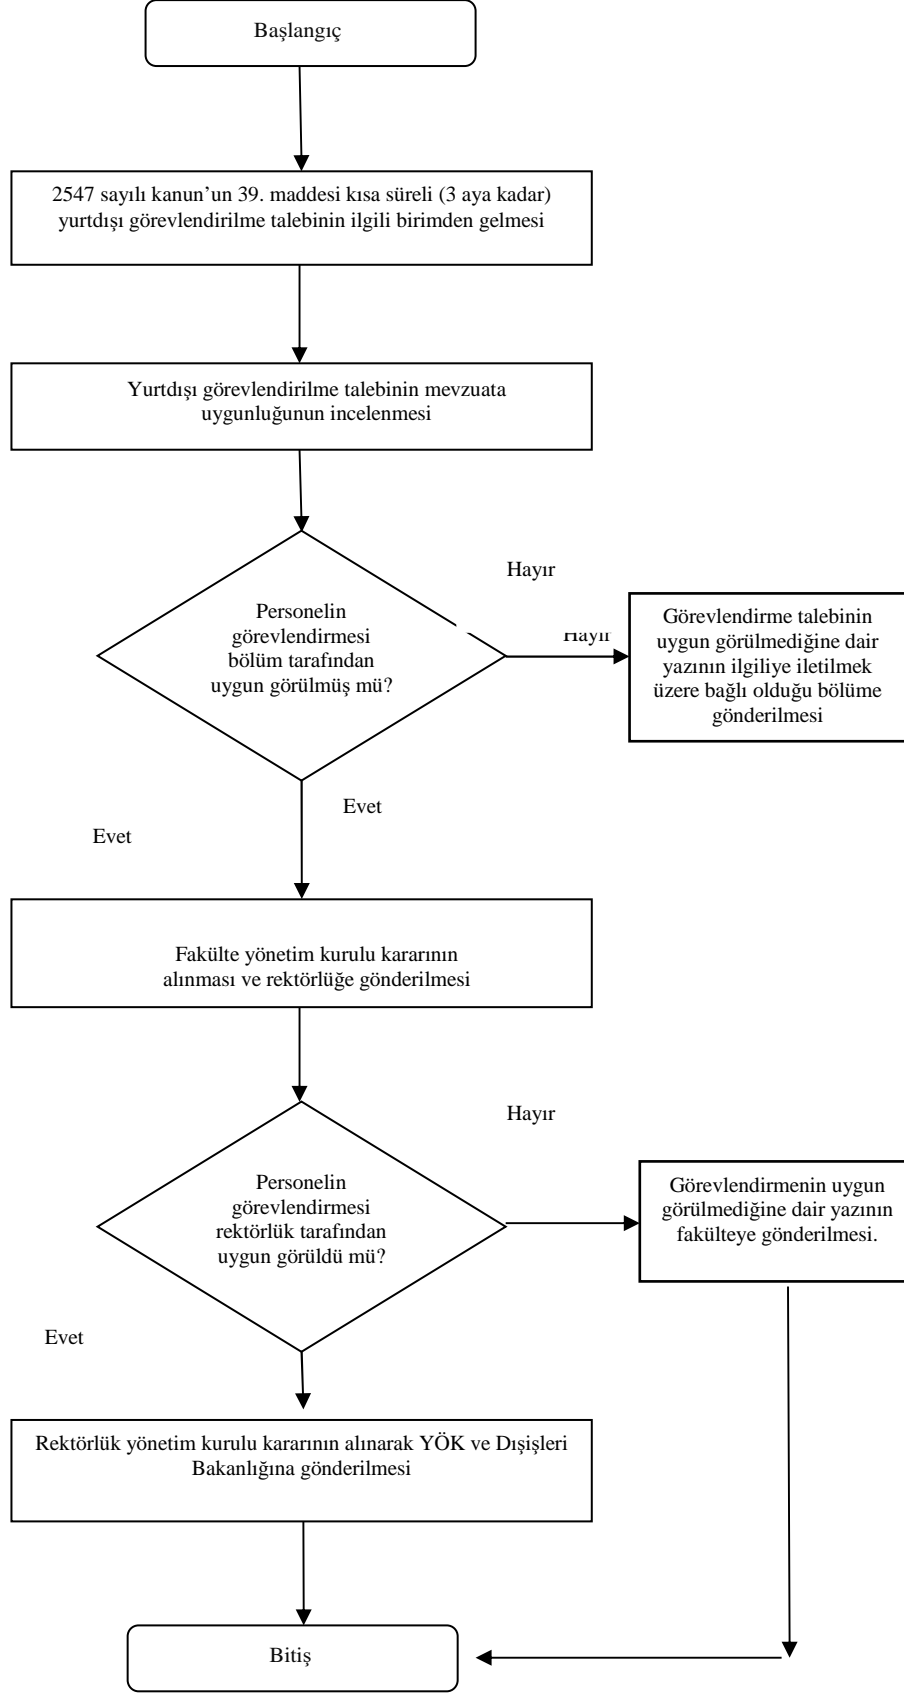 Başlangıç
2547 sayılı kanun’un 39. maddesi kısa süreli (3 aya kadar)
yurtdışı görevlendirilme talebinin ilgili birimden gelmesi
Yurtdışı görevlendirilme talebinin mevzuata
uygunluğunun incelenmesi
Hayır
Personelin
görevlendirmesi
bölüm tarafından
uygun görülmüş mü?
Hayır
Görevlendirme talebinin
uygun görülmediğine dair
yazının ilgiliye iletilmek
üzere bağlı olduğu bölüme
gönderilmesi
Evet
Evet
Fakülte yönetim kurulu kararının
alınması ve rektörlüğe gönderilmesi
Hayır
Personelin
görevlendirmesi
rektörlük tarafından
uygun görüldü mü?
Görevlendirmenin uygun
görülmediğine dair yazının
fakülteye gönderilmesi.
Evet
Rektörlük yönetim kurulu kararının alınarak YÖK ve Dışişleri
Bakanlığına gönderilmesi
Bitiş